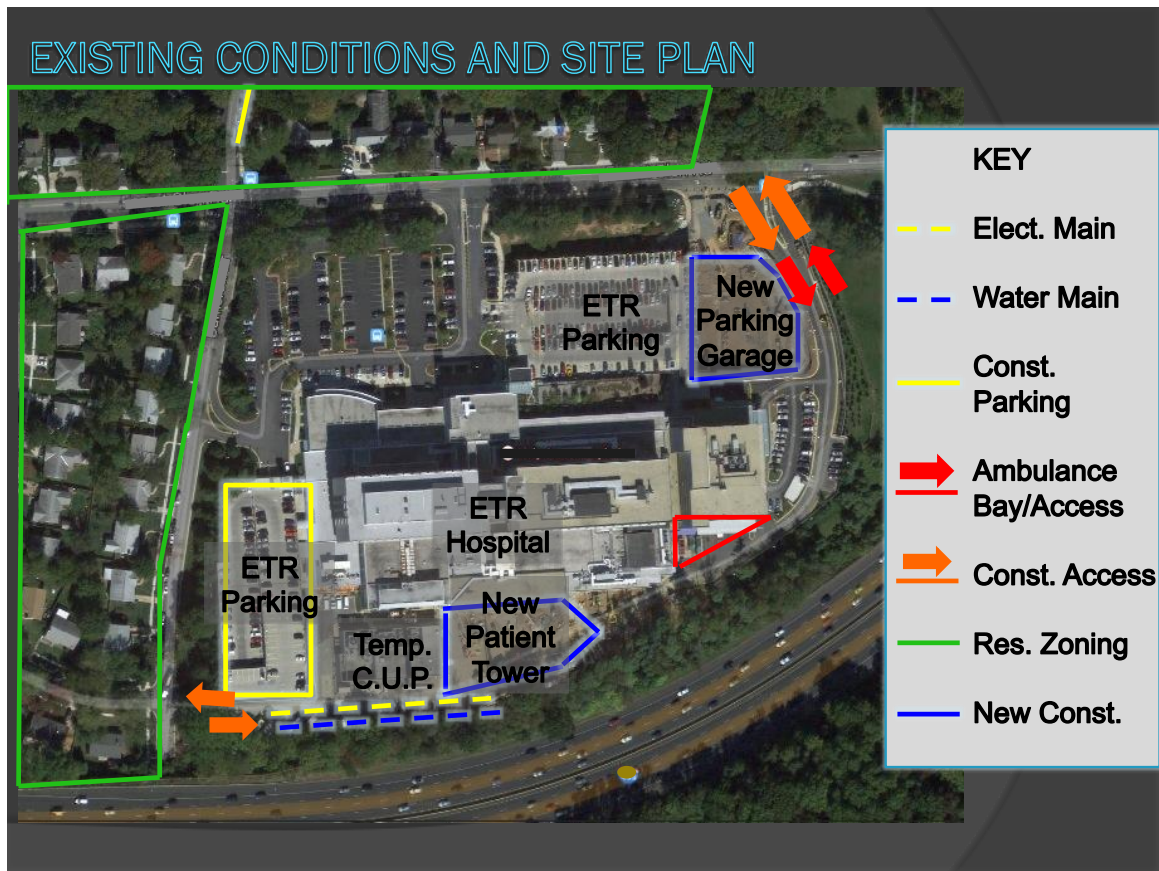 EXISTING CONDITIONS AND SITE PLAN
KEY
Elect. Main
Water Main
Const.
Parking
Ambulance
Bay/Access
Const. Access
Res. Zoning
New Const.
ETR
Parking
New
Parking
Garage
ETR
Hospital
ETR
Parking
Temp.
C.U.P.
New
Patient
Tower